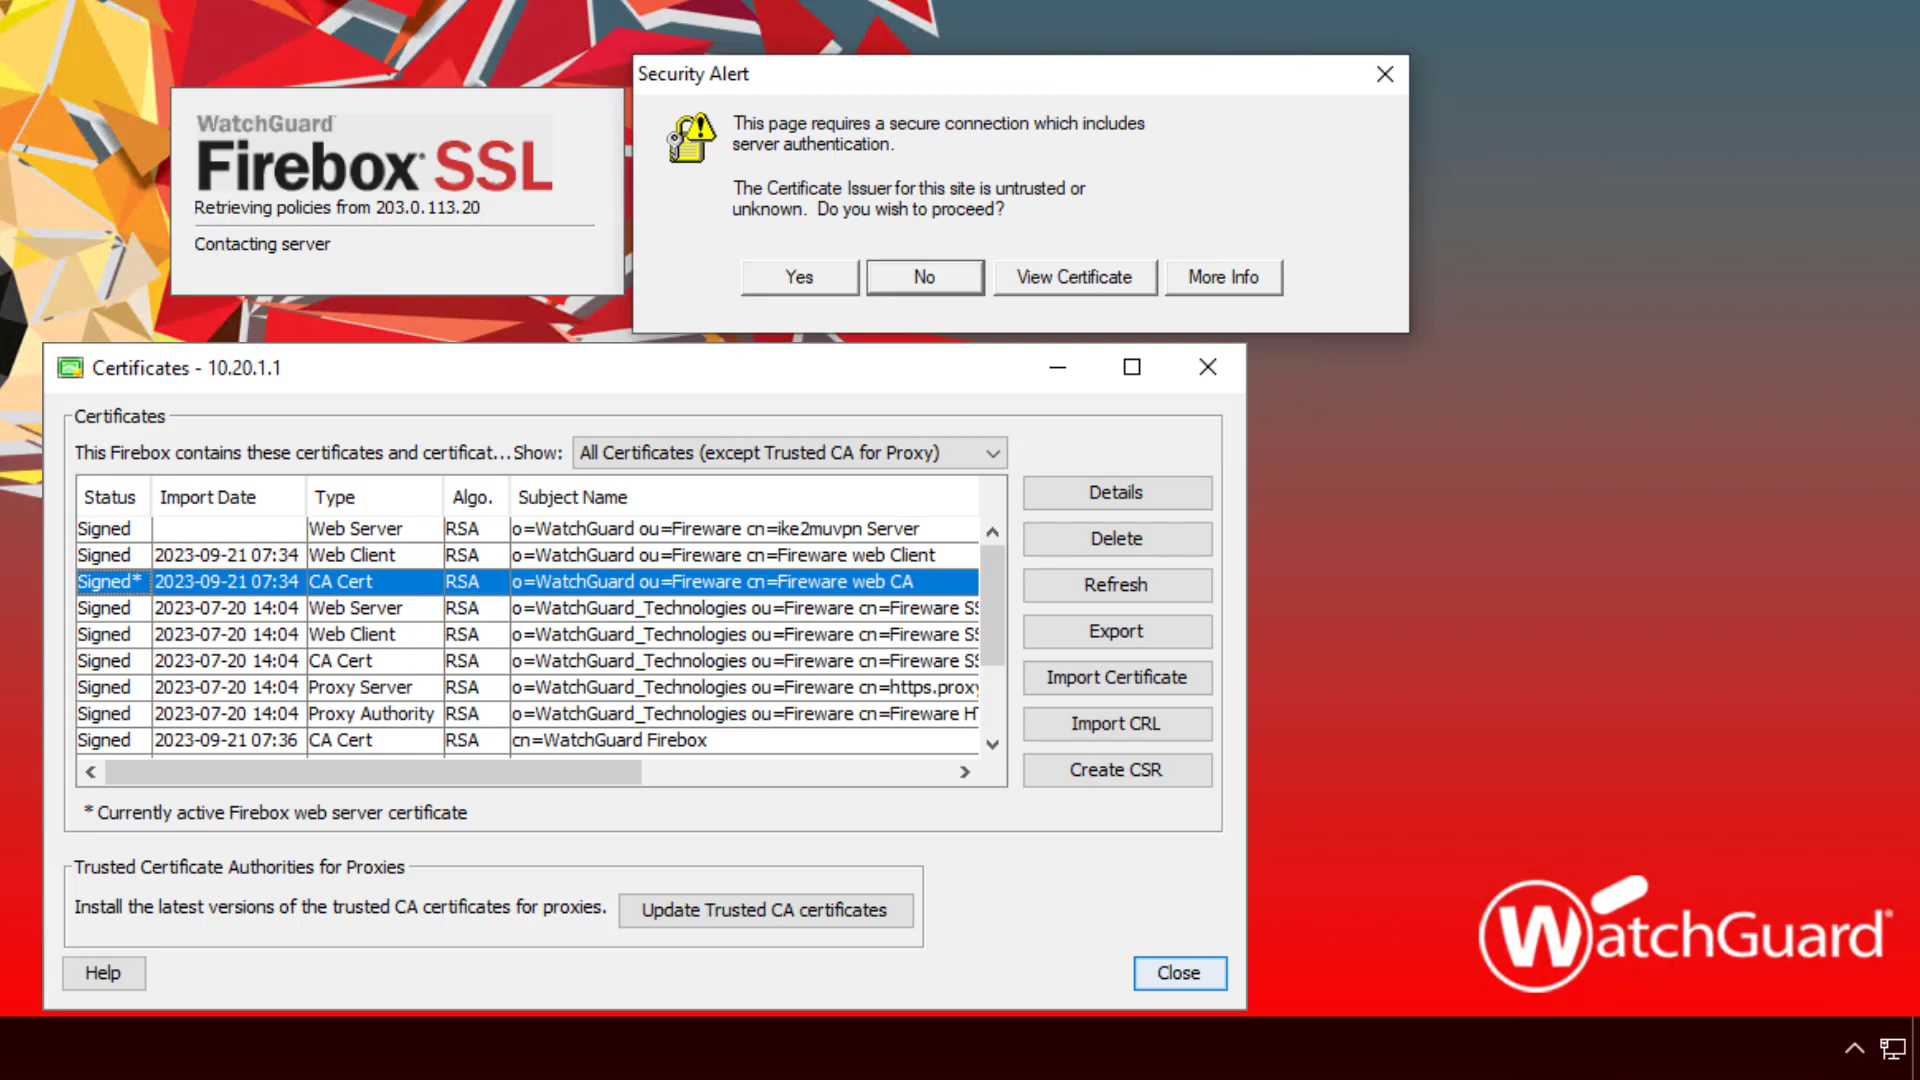 Security Alert
This page requires a secure connection which includes
server authentication.
The Certificate Issuer for this site is untrusted or
unknown. Do you wish to proceed?
Yes
No
View Certificate
More Info
WatchGuard
Firebox SSL
Retrieving policies from 203.0.113.20
Contacting server
Certificates - 10.20.1.1
Certificates
This Firebox contains these certificates and certificat... Show: All Certificates (except Trusted CA for Proxy)
Status Import Date Type Algo. Subject Name
Signed Web Server RSA o=WatchGuard ou=Fireware cn=ike2muvpn Server
Signed 2023-09-21 07:34 Web Client RSA o=WatchGuard ou=Fireware cn=Fireware web Client
Signed* 2023-09-21 07:34 CA Cert RSA o=WatchGuard ou=Fireware cn=Fireware web CA
Signed 2023-07-20 14:04 Web Server RSA o=WatchGuard_Technologies ou=Fireware cn=Fireware SS
Signed 2023-07-20 14:04 Web Client RSA o=WatchGuard_Technologies ou=Fireware cn=Fireware SS
Signed 2023-07-20 14:04 CA Cert RSA o=WatchGuard_Technologies ou=Fireware cn=Fireware SS
Signed 2023-07-20 14:04 Proxy Server RSA o=WatchGuard_Technologies ou=Fireware cn=https.proxy
Signed 2023-07-20 14:04 Proxy Authority RSA o=WatchGuard_Technologies ou=Fireware cn=Fireware H
Signed 2023-09-21 07:36 CA Cert RSA cn=WatchGuard Firebox
* Currently active Firebox web server certificate
Details
Delete
Refresh
Export
Import Certificate
Import CRL
Create CSR
Trusted Certificate Authorities for Proxies
Install the latest versions of the trusted CA certificates for proxies. Update Trusted CA certificates
Help
Close
WatchGuard